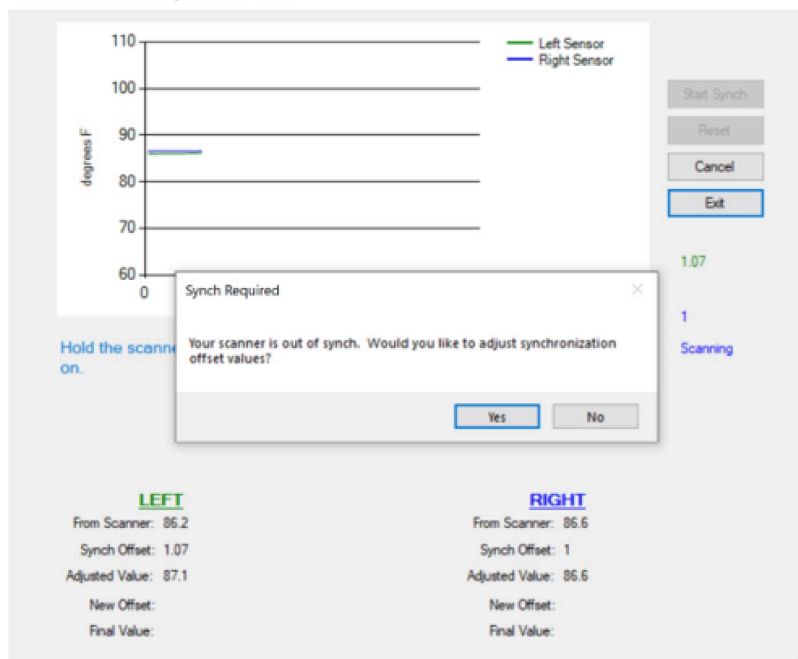 110
Left Sensor
Right Sensor
100
Start Synch
90
Reset
degrees F
Cancel
80
Exit
70
1.07
60
0
Synch Required
1
Hold the scanne
on.
Your scanner is out of synch. Would you like to adjust synchronization
offset values?
Scanning
Yes No
LEFT
From Scanner: 86.2
Synch Offset: 1.07
Adjusted Value: 87.1
New Offset:
Final Value:
RIGHT
From Scanner: 86.6
Synch Offset: 1
Adjusted Value: 86.6
New Offset:
Final Value: